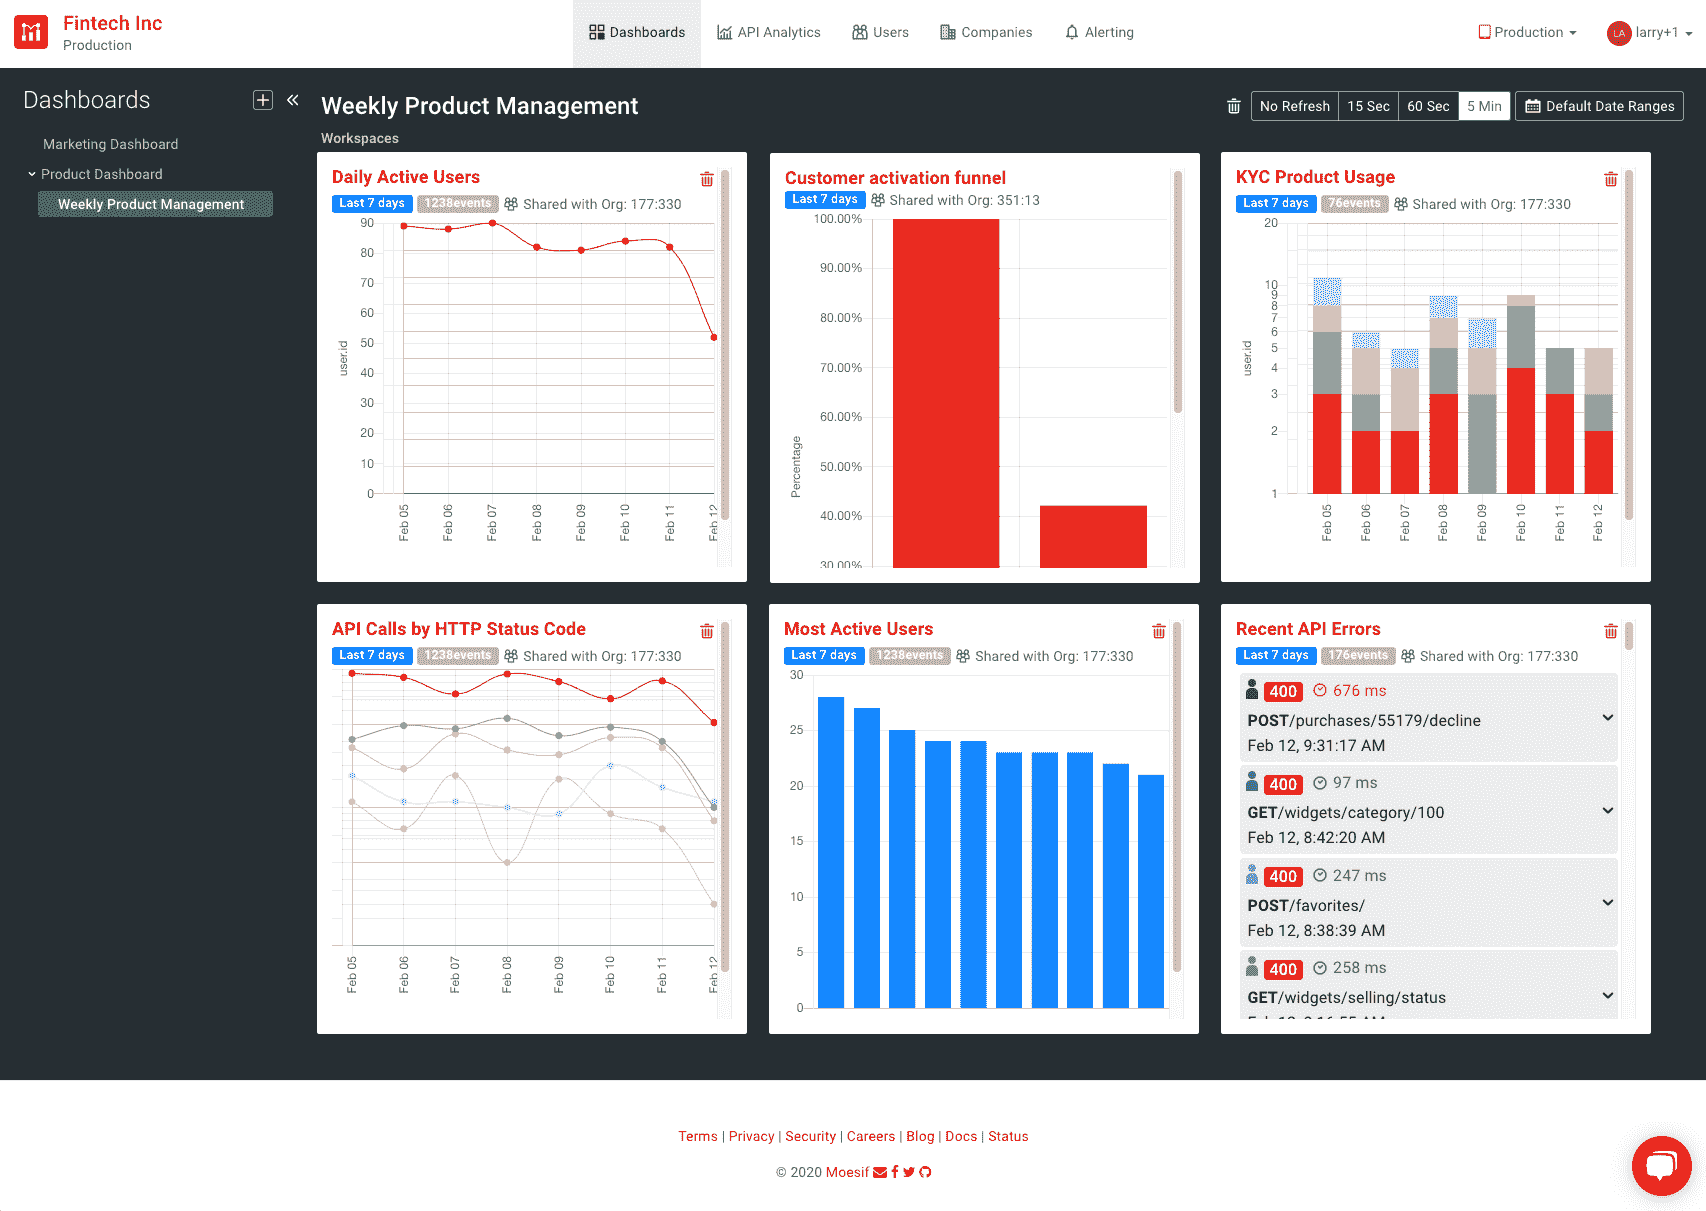 Fintech Inc
Production
Dashboards
API Analytics
Users
Companies
Alerting
Production
LA
larry+1
Dashboards
Marketing Dashboard
Product Dashboard
Weekly Product Management
Weekly Product Management
No Refresh
15 Sec
60 Sec
5 Min
Default Date Ranges
Workspaces
Daily Active Users
Last 7 days
1238events
Shared with Org: 177:330
90
80
70
60
50
40
30
20
10
0
user.id
Feb 05
Feb 06
Feb 07
Feb 08
Feb 09
Feb 10
Feb 11
Feb 12
Customer activation funnel
Last 7 days
Shared with Org: 351:13
100.00%
90.00%
80.00%
70.00%
60.00%
50.00%
40.00%
30.00%
Percentage
KYC Product Usage
Last 7 days
76events
Shared with Org: 177:330
20
10
9
8
7
6
5
4
3
2
1
user.id
Feb 05
Feb 06
Feb 07
Feb 08
Feb 09
Feb 10
Feb 11
Feb 12
API Calls by HTTP Status Code
Last 7 days
1238events
Shared with Org: 177:330
Feb 05
Feb 06
Feb 07
Feb 08
Feb 09
Feb 10
Feb 11
Feb 12
Most Active Users
Last 7 days
1238events
Shared with Org: 177:330
30
25
20
15
10
5
0
Recent API Errors
Last 7 days
176events
Shared with Org: 177:330
400 676 ms
POST/purchases/55179/decline
Feb 12, 9:31:17 AM
400 97 ms
GET/widgets/category/100
Feb 12, 8:42:20 AM
400 247 ms
POST/favorites/
Feb 12, 8:38:39 AM
400 258 ms
GET/widgets/selling/status
Terms | Privacy | Security | Careers | Blog | Docs | Status
© 2020 Moesif